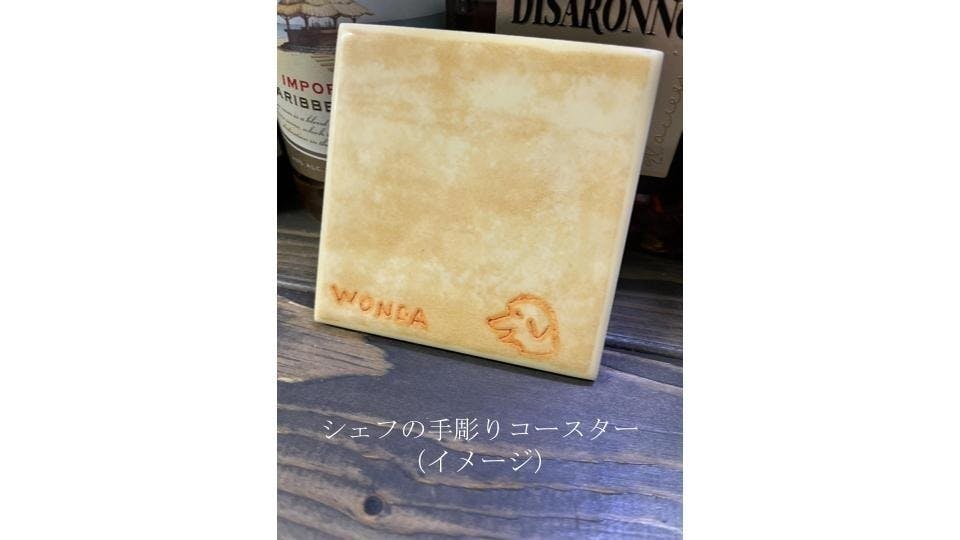 DISARONNO
IMPOR
ARIBBE
WONDA
シェフの手彫りコースター
（イメージ）